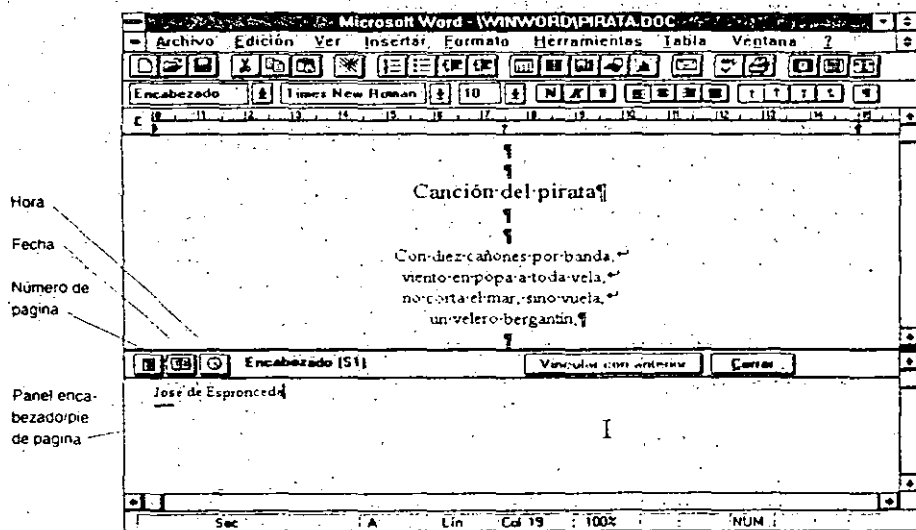 Microsoft Word - \WINWORD\PIRATA.DOC
Archivo Edición Ver Insertar Formato Herramientas Tabla Ventana ?
Encabezado Times New Roman 10 N K
Canción·del·pirata¶
Con·diez·cañones·por·banda,↵
viento·en·popa·a·toda·vela,↵
no·corta·el·mar,·sino·vuela,↵
un·velero·bergantín,¶
Hora
Fecha
Número de
pagina
Encabezado (S1) Vincular con anterior Cerrar
Panel enca-
bezado/pie
de pagina
José de Espronceda
Sec A Lín Col 19 100% NUM